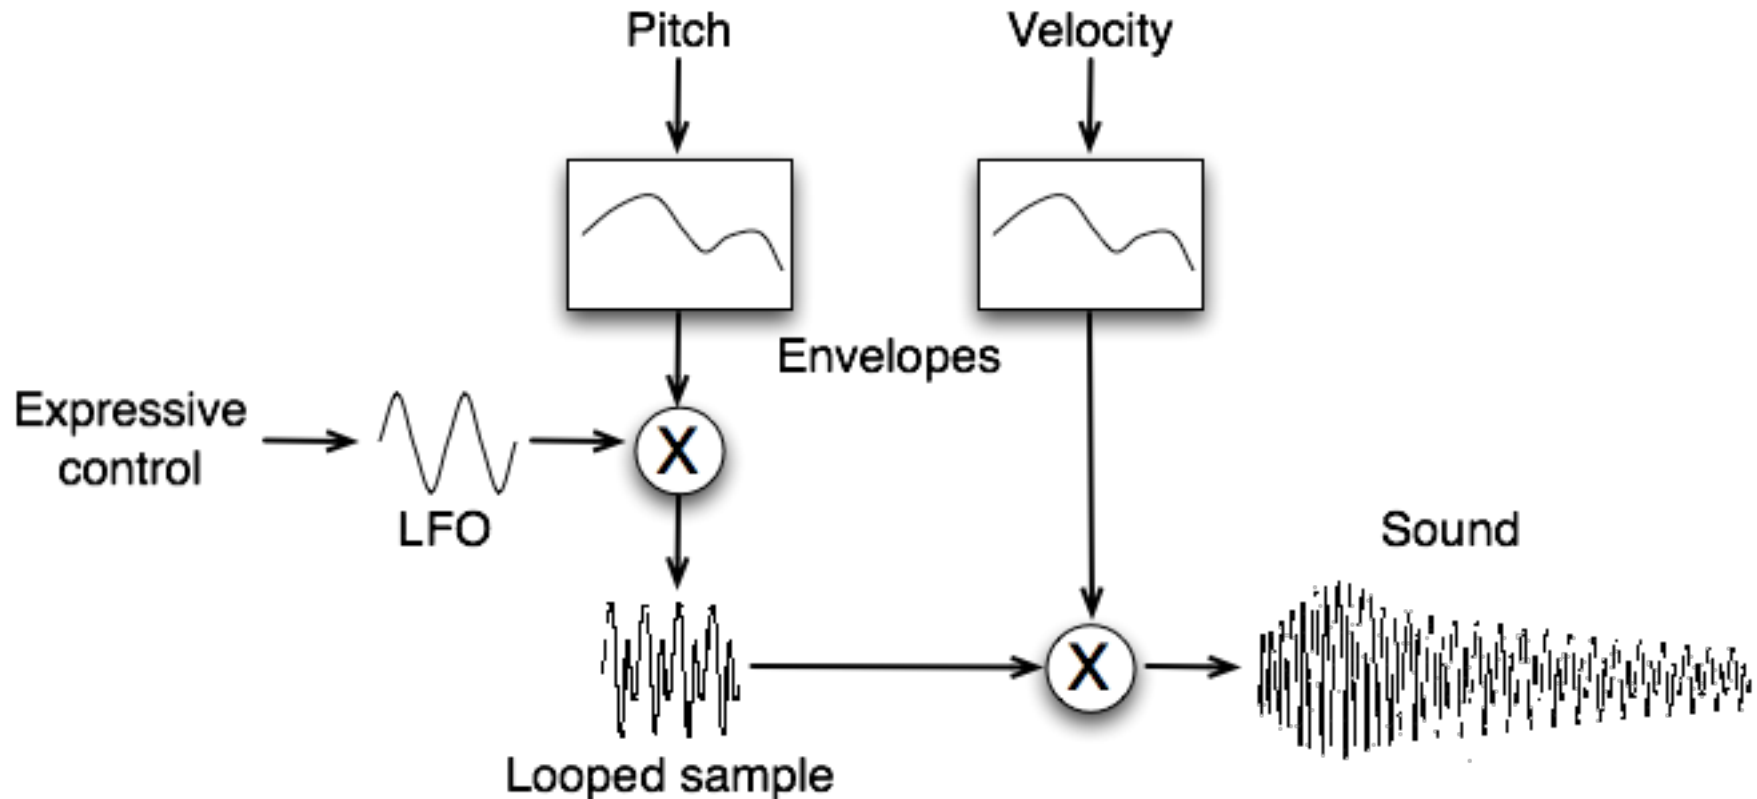 Pitch
Velocity
Envelopes
Expressive
control
X
LFO
Sound
X
Looped sample